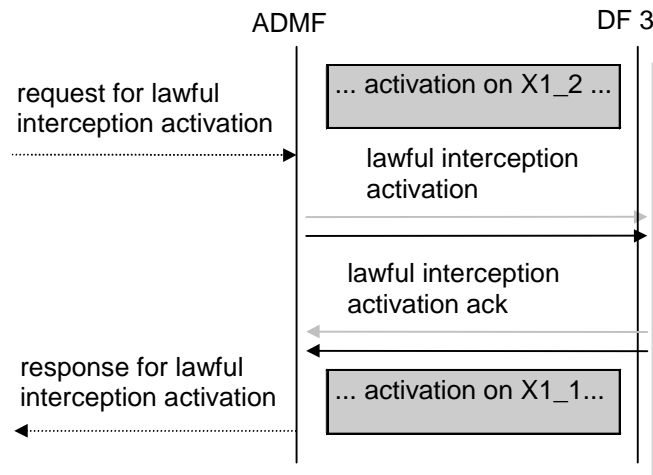 ADMF
DF 3
... activation on X1_2 ...
request for lawful
interception activation
lawful interception
activation
lawful interception
activation ack
response for lawful
interception activation
... activation on X1_1...